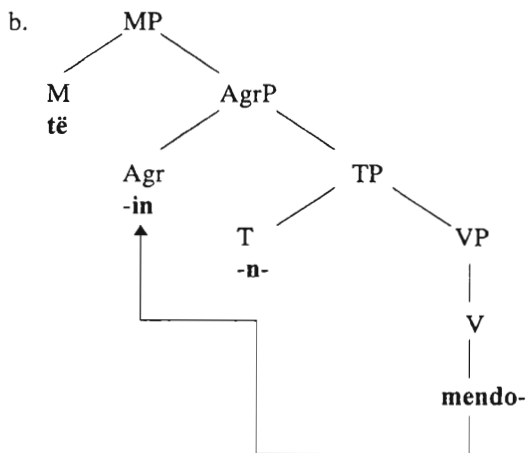 b. MP
M AgrP
të
Agr TP
-in
T VP
-n-
V
mendo-